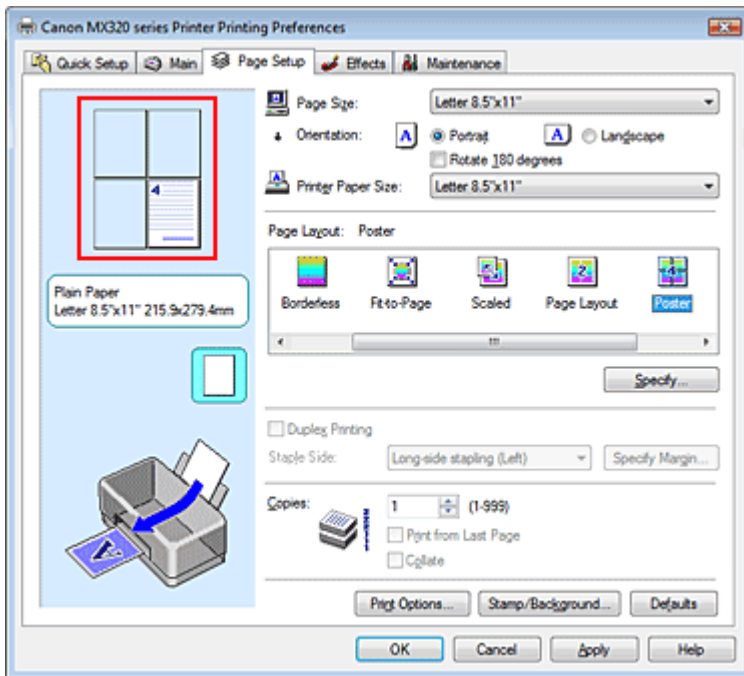 Canon MX320 series Printer Printing Preferences
Quick Setup Main Page Setup Effects Maintenance
Page Size: Letter 8.5"x11"
Orientation: A Portrait A Landscape
Rotate 180 degrees
Printer Paper Size: Letter 8.5"x11"
4
Page Layout: Poster
Plain Paper
Letter 8.5"x11" 215.9x279.4mm
Borderless Fit-to-Page Scaled Page Layout Poster
Specify...
Duplex Printing
Staple Side: Long-side stapling (Left) Specify Margin...
Copies: 1 (1-999)
Print from Last Page
Collate
Print Options... Stamp/Background... Defaults
OK Cancel Apply Help